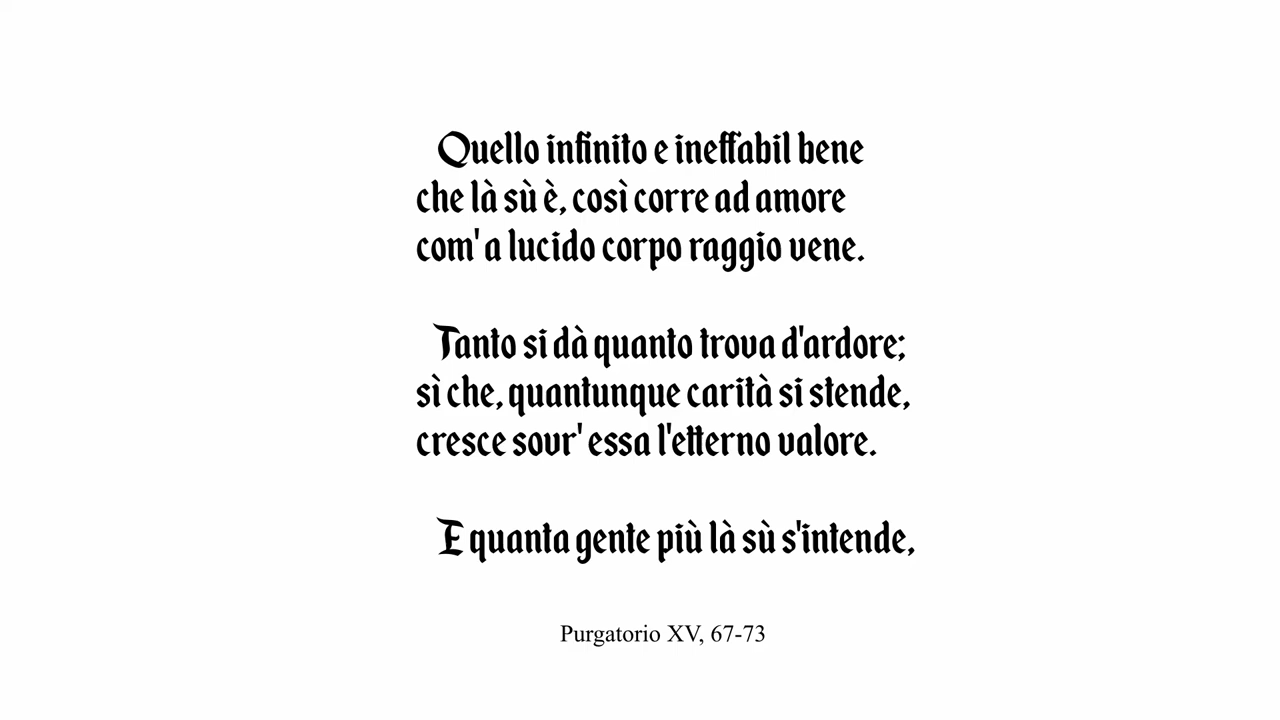 Quello infinito e ineffabil bene
che là sù è, così corre ad amore
com' a lucido corpo raggio vene.
Tanto si dà quanto trova d'ardore;
sì che, quantunque carità si stende,
cresce sovr' essa l'etterno valore.
E quanta gente più là sù s'intende,
Purgatorio XV, 67-73